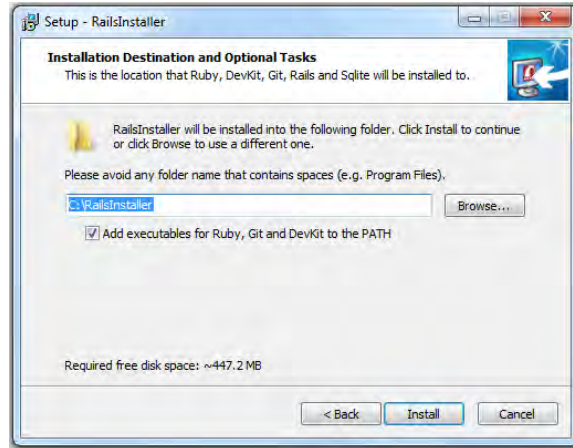 Setup - RailsInstaller
Installation Destination and Optional Tasks
This is the location that Ruby, DevKit, Git, Rails and Sqlite will be installed to.
RailsInstaller will be installed into the following folder. Click Install to continue
or click Browse to use a different one.
Please avoid any folder name that contains spaces (e.g. Program Files).
C:\RailsInstaller
Browse...
Add executables for Ruby, Git and DevKit to the PATH
Required free disk space: ~447.2 MB
< Back
Install
Cancel